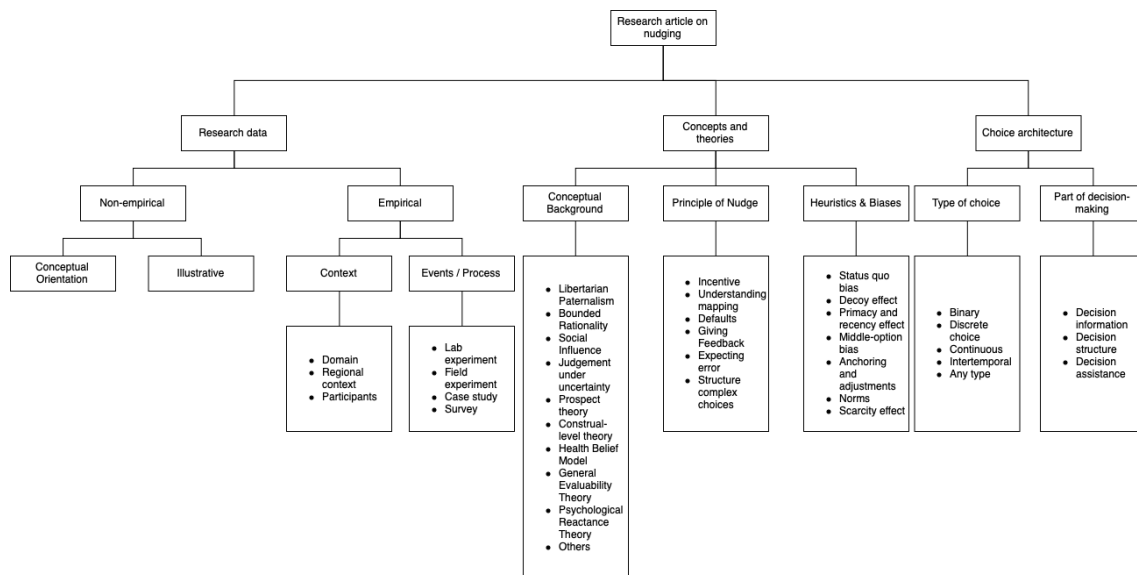 Research article on
nudging
Research data
Concepts and
theories
Choice architecture
Non-empirical
Empirical
Conceptual
Background
Principle of Nudge
Heuristics & Biases
Type of choice
Part of decision-
making
Conceptual
Orientation
Illustrative
Context
Events / Process
• Domain
• Regional
context
• Participants
• Lab
experiment
• Field
experiment
• Case study
• Survey
• Libertarian
Paternalism
• Bounded
Rationality
• Social
Influence
• Judgement
under
uncertainty
• Prospect
theory
• Construal-
level theory
• Health Belief
Model
• General
Evaluability
Theory
• Psychological
Reactance
Theory
• Others
• Incentive
• Understanding
mapping
• Defaults
• Giving
Feedback
• Expecting
error
• Structure
complex
choices
• Status quo
bias
• Decoy effect
• Primacy and
recency effect
• Middle-option
bias
• Anchoring and
adjustments
• Norms
• Scarcity effect
• Binary
• Discrete
choice
• Continuous
• Intertemporal
• Any type
• Decision
information
• Decision
structure
• Decision
assistance